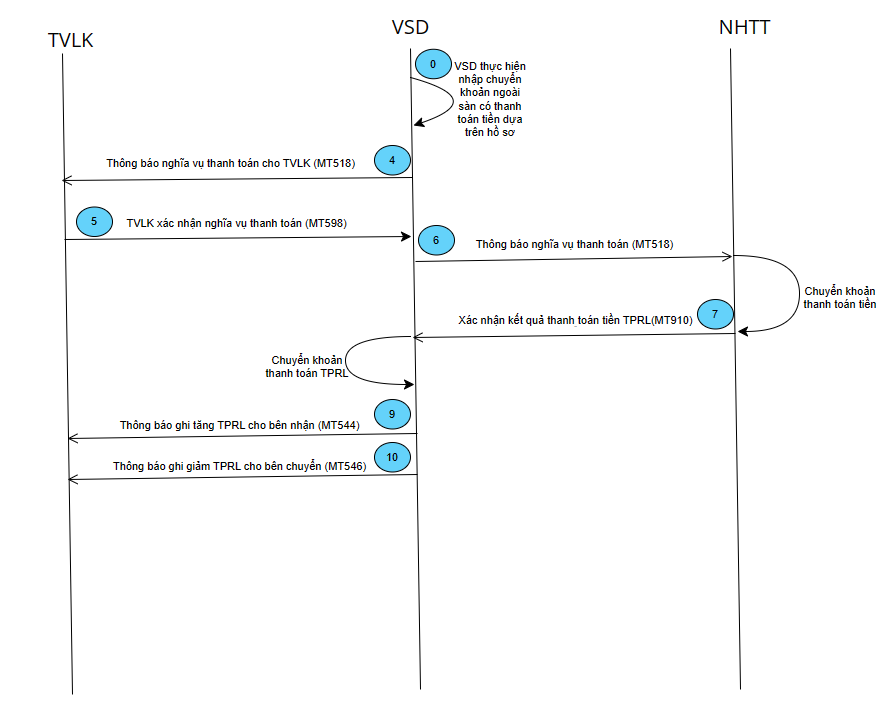 TVLK
VSD
NHTT
0
VSD thực hiện
nhập chuyển
khoản ngoài
sàn có thanh
toán tiền dựa
trên hồ sơ
4
Thông báo nghĩa vụ thanh toán cho TVLK (MT518)
5
TVLK xác nhận nghĩa vụ thanh toán (MT598)
6
Thông báo nghĩa vụ thanh toán (MT518)
Chuyển khoản
thanh toán tiền
7
Xác nhận kết quả thanh toán tiền TPRL(MT910)
Chuyển khoản
thanh toán TPRL
9
Thông báo ghi tăng TPRL cho bên nhận (MT544)
10
Thông báo ghi giảm TPRL cho bên chuyển (MT546)